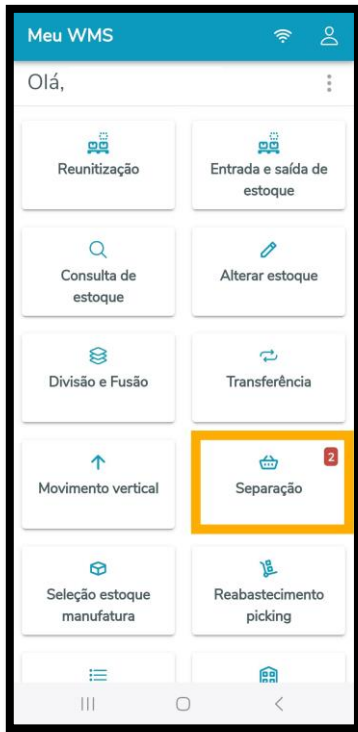 Meu WMS
Olá,
Reunitização
Entrada e saída de
estoque
Consulta de
estoque
Alterar estoque
Divisão e Fusão
Transferência
Movimento vertical
2
Separação
Seleção estoque
manufatura
Reabastecimento
picking